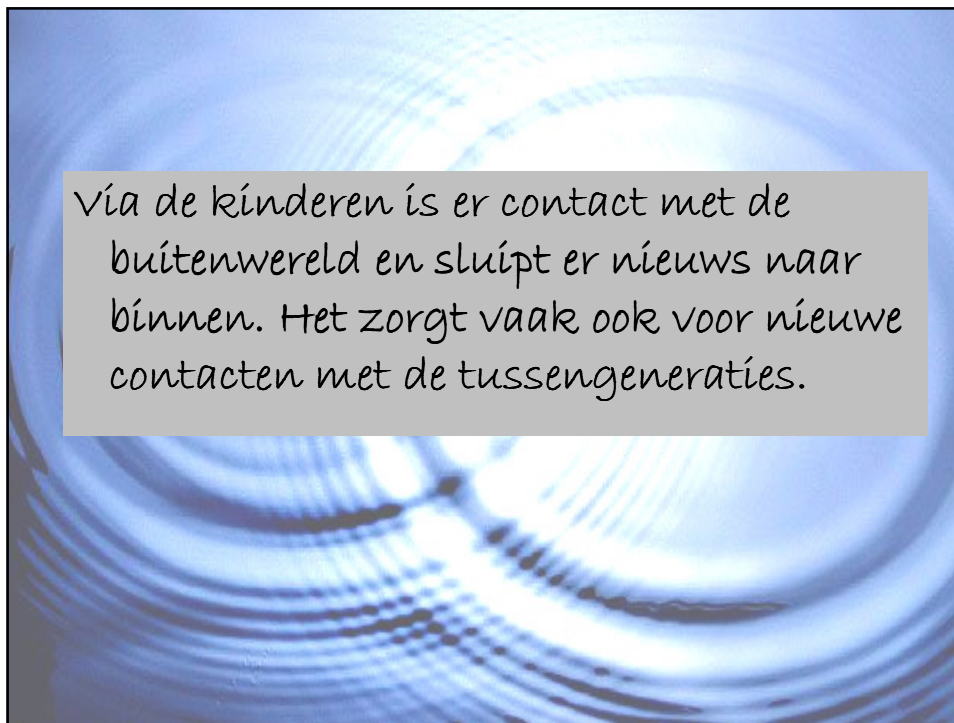 Via de kinderen is er contact met de
buitenwereld en sluipt er nieuws naar
binnen. Het zorgt vaak ook voor nieuwe
contacten met de tussengeneraties.